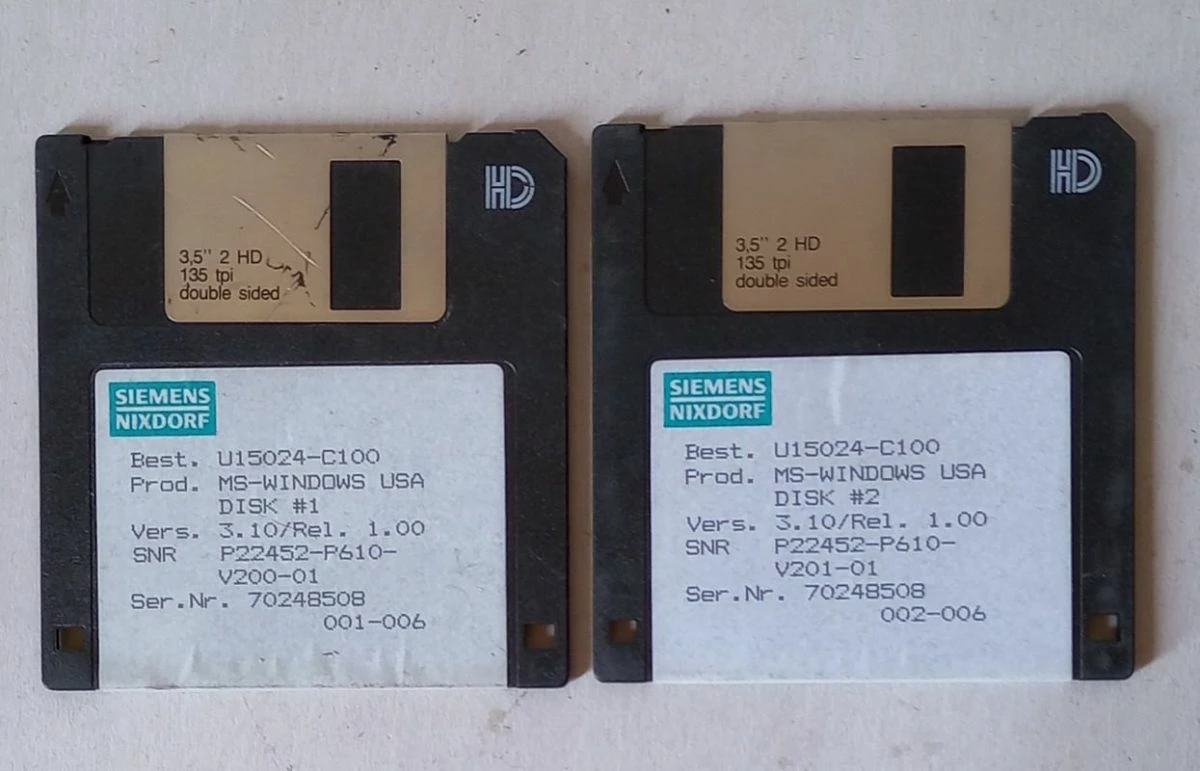 HD
3,5" 2 HD
135 tpi
double sided
SIEMENS
NIXDORF
Best. U15024-C100
Prod. MS-WINDOWS USA
DISK #1
Vers. 3.10/Rel. 1.00
SNR P22452-P610-
V200-01
Ser.Nr. 70248508
001-006
HD
3,5" 2 HD
135 tpi
double sided
SIEMENS
NIXDORF
Best. U15024-C100
Prod. MS-WINDOWS USA
DISK #2
Vers. 3.10/Rel. 1.00
SNR P22452-P610-
V201-01
Ser.Nr. 70248508
002-006